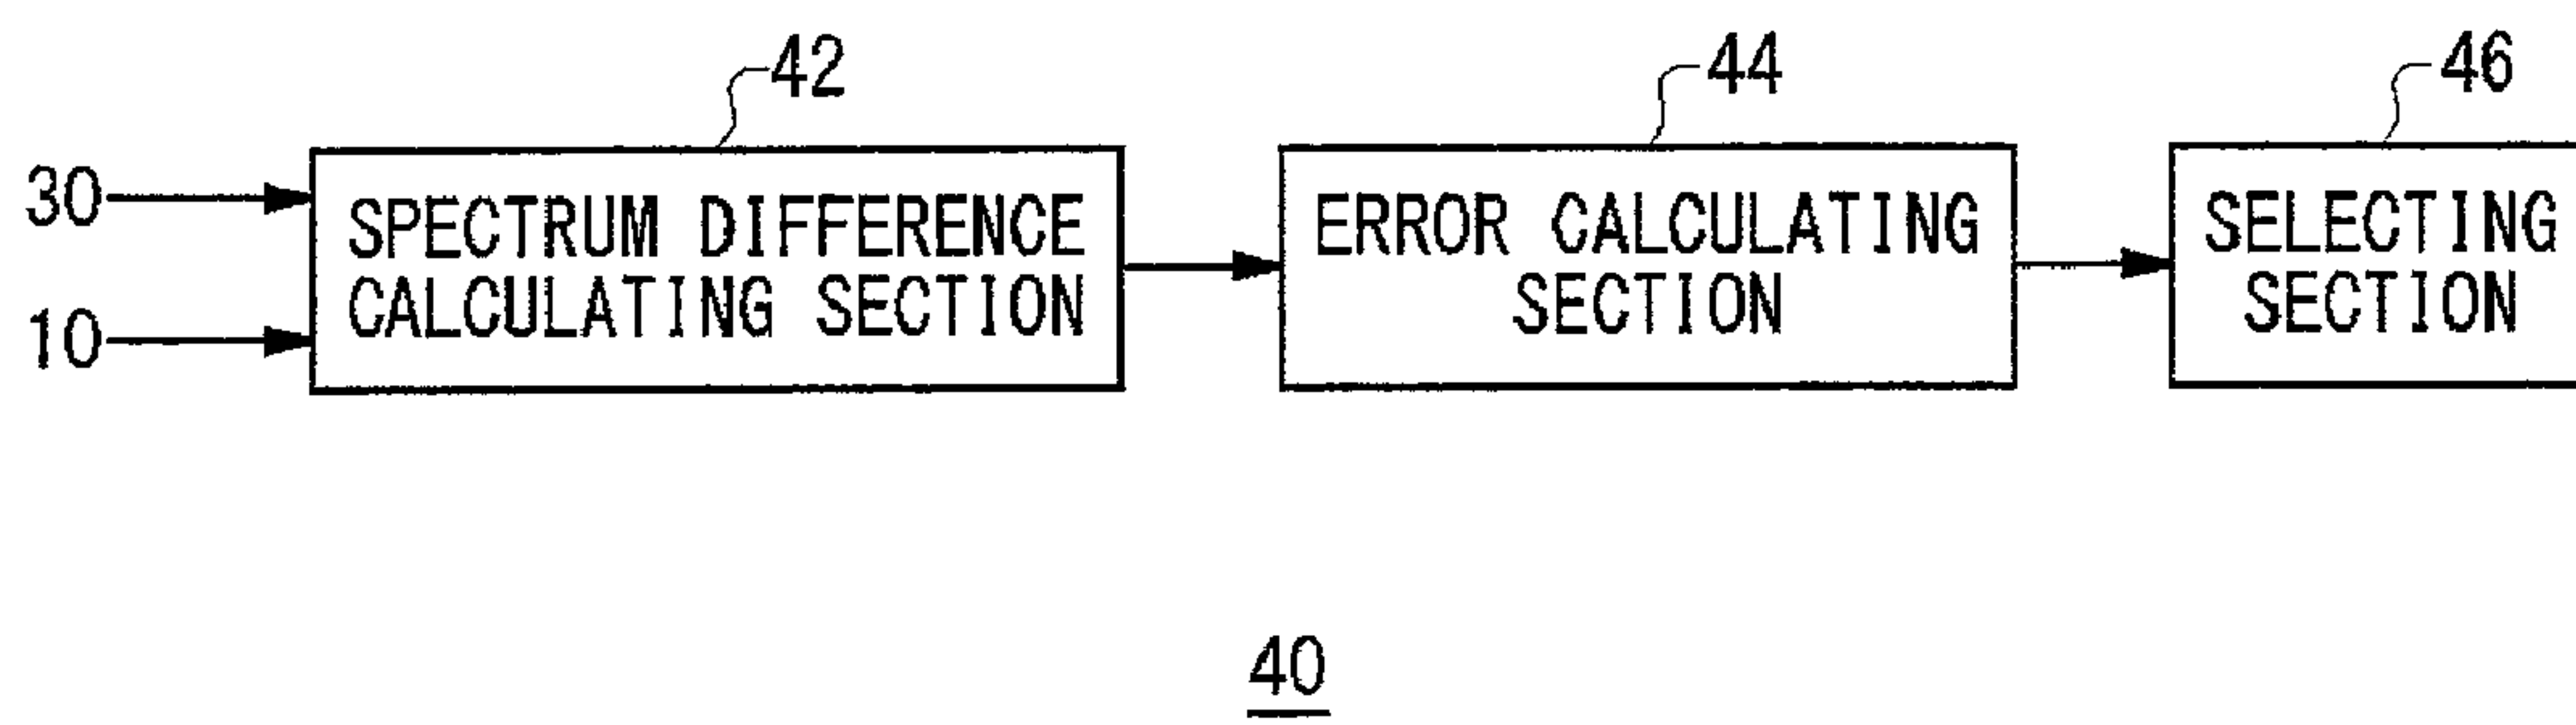 42
44
46
30
SPECTRUM DIFFERENCE
CALCULATING SECTION
10
ERROR CALCULATING
SECTION
SELECTING
SECTION
40